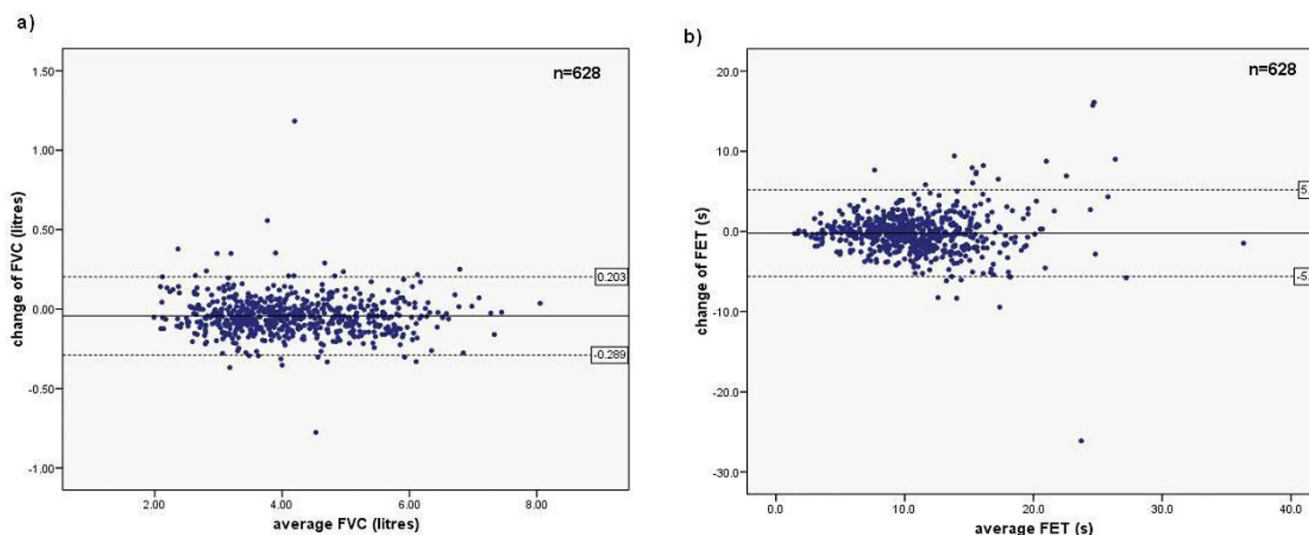 a)
n=628
1.50
1.00
0.50
0.00
-0.50
-1.00
0.203
-0.289
change of FVC (litres)
2.00 4.00 6.00 8.00
average FVC (litres)
b)
n=628
20.0
10.0
0.0
-10.0
-20.0
-30.0
5.
-5.
change of FET (s)
0.0 10.0 20.0 30.0 40.0
average FET (s)